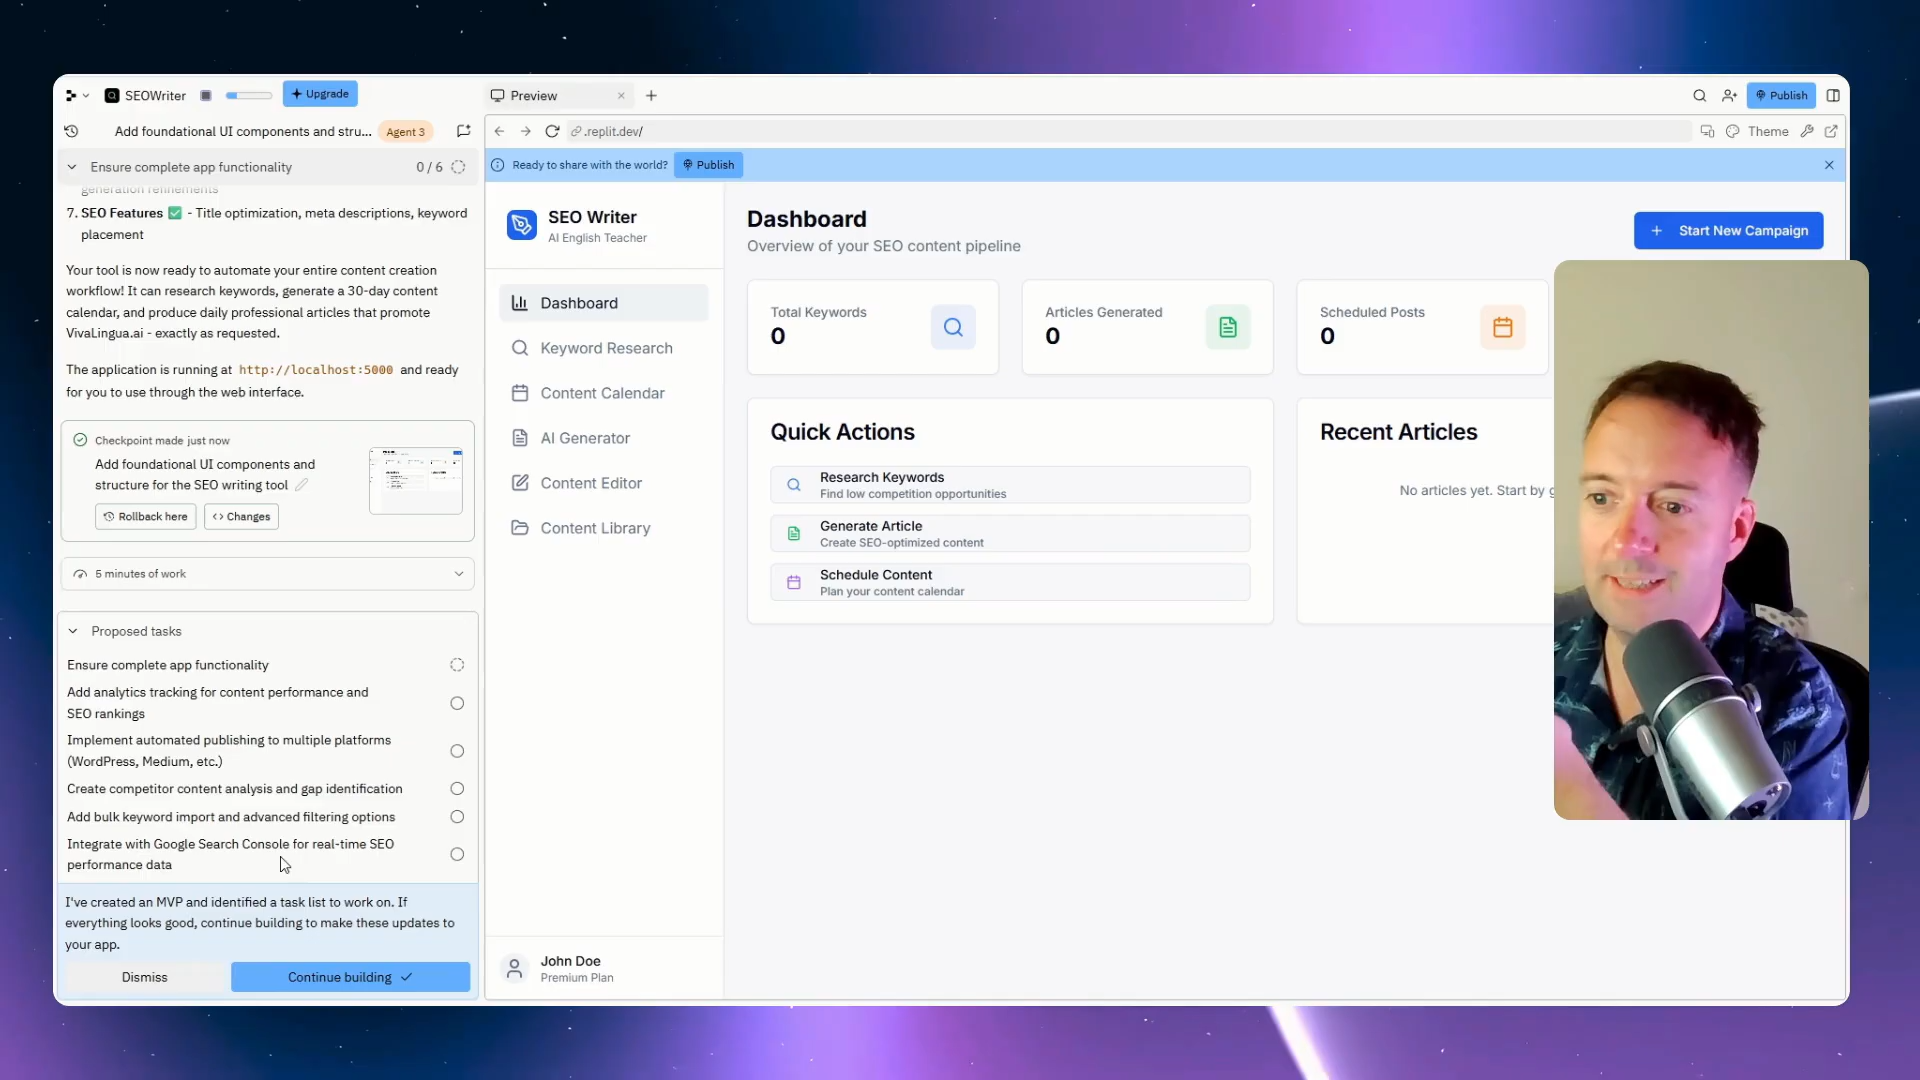 SEOWriter
Upgrade
Add foundational UI components and stru...
Agent 3
Ensure complete app functionality
0 / 6
generation refinements
7. SEO Features ✅ - Title optimization, meta descriptions, keyword
placement
Your tool is now ready to automate your entire content creation
workflow! It can research keywords, generate a 30-day content
calendar, and produce daily professional articles that promote
VivaLingua.ai - exactly as requested.
The application is running at http://localhost:5000 and ready
for you to use through the web interface.
Checkpoint made just now
Add foundational UI components and
structure for the SEO writing tool
Rollback here
Changes
5 minutes of work
Proposed tasks
Ensure complete app functionality
Add analytics tracking for content performance and
SEO rankings
Implement automated publishing to multiple platforms
(WordPress, Medium, etc.)
Create competitor content analysis and gap identification
Add bulk keyword import and advanced filtering options
Integrate with Google Search Console for real-time SEO
performance data
I've created an MVP and identified a task list to work on. If
everything looks good, continue building to make these updates to
your app.
Dismiss
Continue building
Preview
Publish
.replit.dev/
Theme
Ready to share with the world?
Publish
SEO Writer
AI English Teacher
Dashboard
Keyword Research
Content Calendar
AI Generator
Content Editor
Content Library
John Doe
Premium Plan
Dashboard
Overview of your SEO content pipeline
Start New Campaign
Total Keywords
0
Articles Generated
0
Scheduled Posts
0
Quick Actions
Research Keywords
Find low competition opportunities
Generate Article
Create SEO-optimized content
Schedule Content
Plan your content calendar
Recent Articles
No articles yet. Start by g